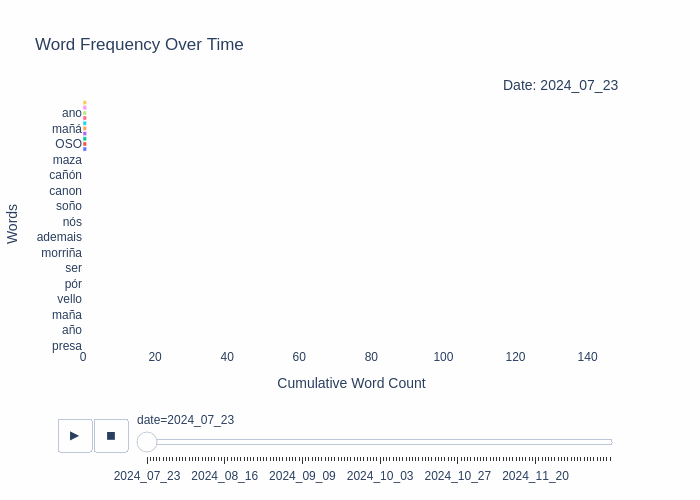 Word Frequency Over Time
Date: 2024_07_23
Words
ano
mañá
OSO
maza
cañón
canon
soño
nós
ademais
morriña
ser
pór
vello
maña
año
presa
0 20 40 60 80 100 120 140
Cumulative Word Count
date=2024_07_23
2024_07_23 2024_08_16 2024_09_09 2024_10_03 2024_10_27 2024_11_20